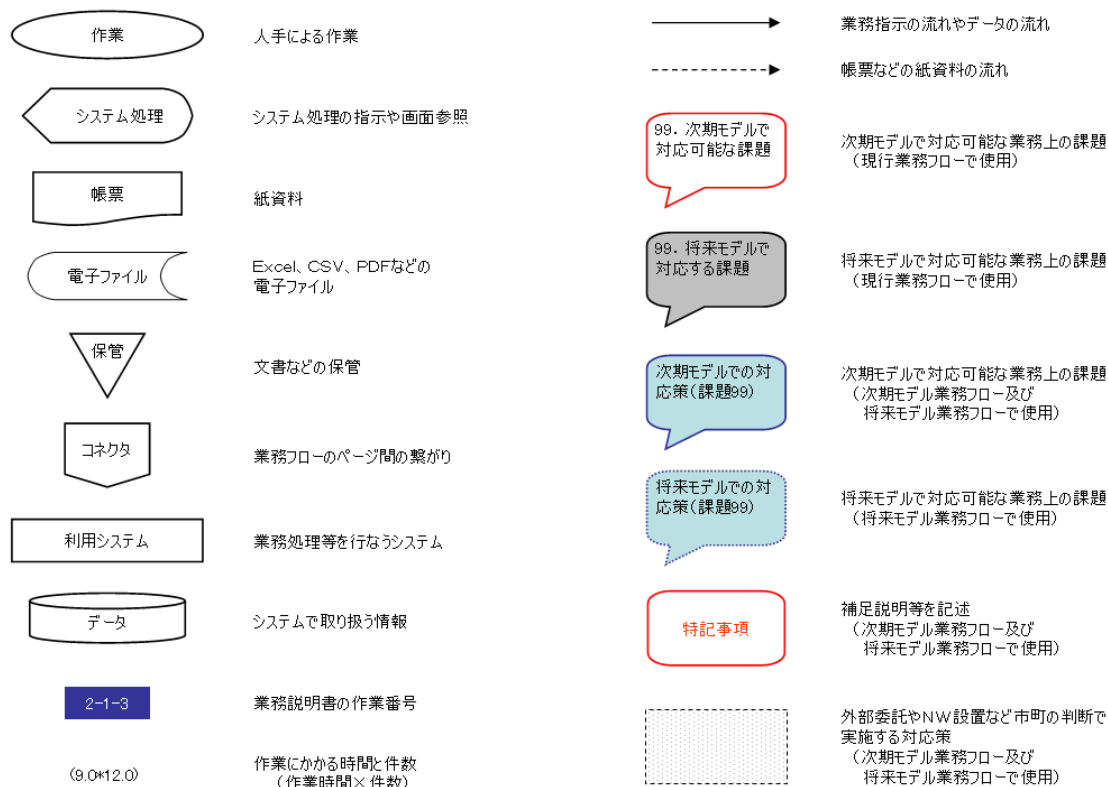 作業
人手による作業
システム処理
システム処理の指示や画面参照
帳票
紙資料
電子ファイル
Excel、CSV、PDFなどの
電子ファイル
保管
文書などの保管
コネクタ
業務フローのページ間の繋がり
利用システム
業務処理等を行なうシステム
データ
システムで取り扱う情報
2-1-3
業務説明書の作業番号
(9.0*12.0)
作業にかかる時間と件数
(作業時間×件数)
業務指示の流れやデータの流れ
帳票などの紙資料の流れ
99. 次期モデルで
対応可能な課題
次期モデルで対応可能な業務上の課題
(現行業務フローで使用)
99. 将来モデルで
対応する課題
将来モデルで対応可能な業務上の課題
(現行業務フローで使用)
次期モデルでの対
応策(課題99)
次期モデルで対応可能な業務上の課題
(次期モデル業務フロー及び
将来モデル業務フローで使用)
将来モデルでの対
応策(課題99)
将来モデルで対応可能な業務上の課題
(将来モデル業務フローで使用)
特記事項
補足説明等を記述
(次期モデル業務フロー及び
将来モデル業務フローで使用)
外部委託やNW設置など市町の判断で
実施する対応策
(次期モデル業務フロー及び
将来モデル業務フローで使用)